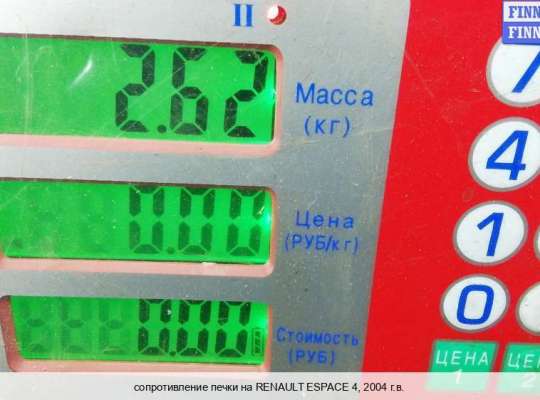 II
FINN
FINN
2.62
Масса
(кг)
0.00
Цена
(РУБ/кг)
0.00
Стоимость
(РУБ)
7
4
1
0
ЦЕНА
1
ЦЕН
2
сопротивление печки на RENAULT ESPACE 4, 2004 г.в.